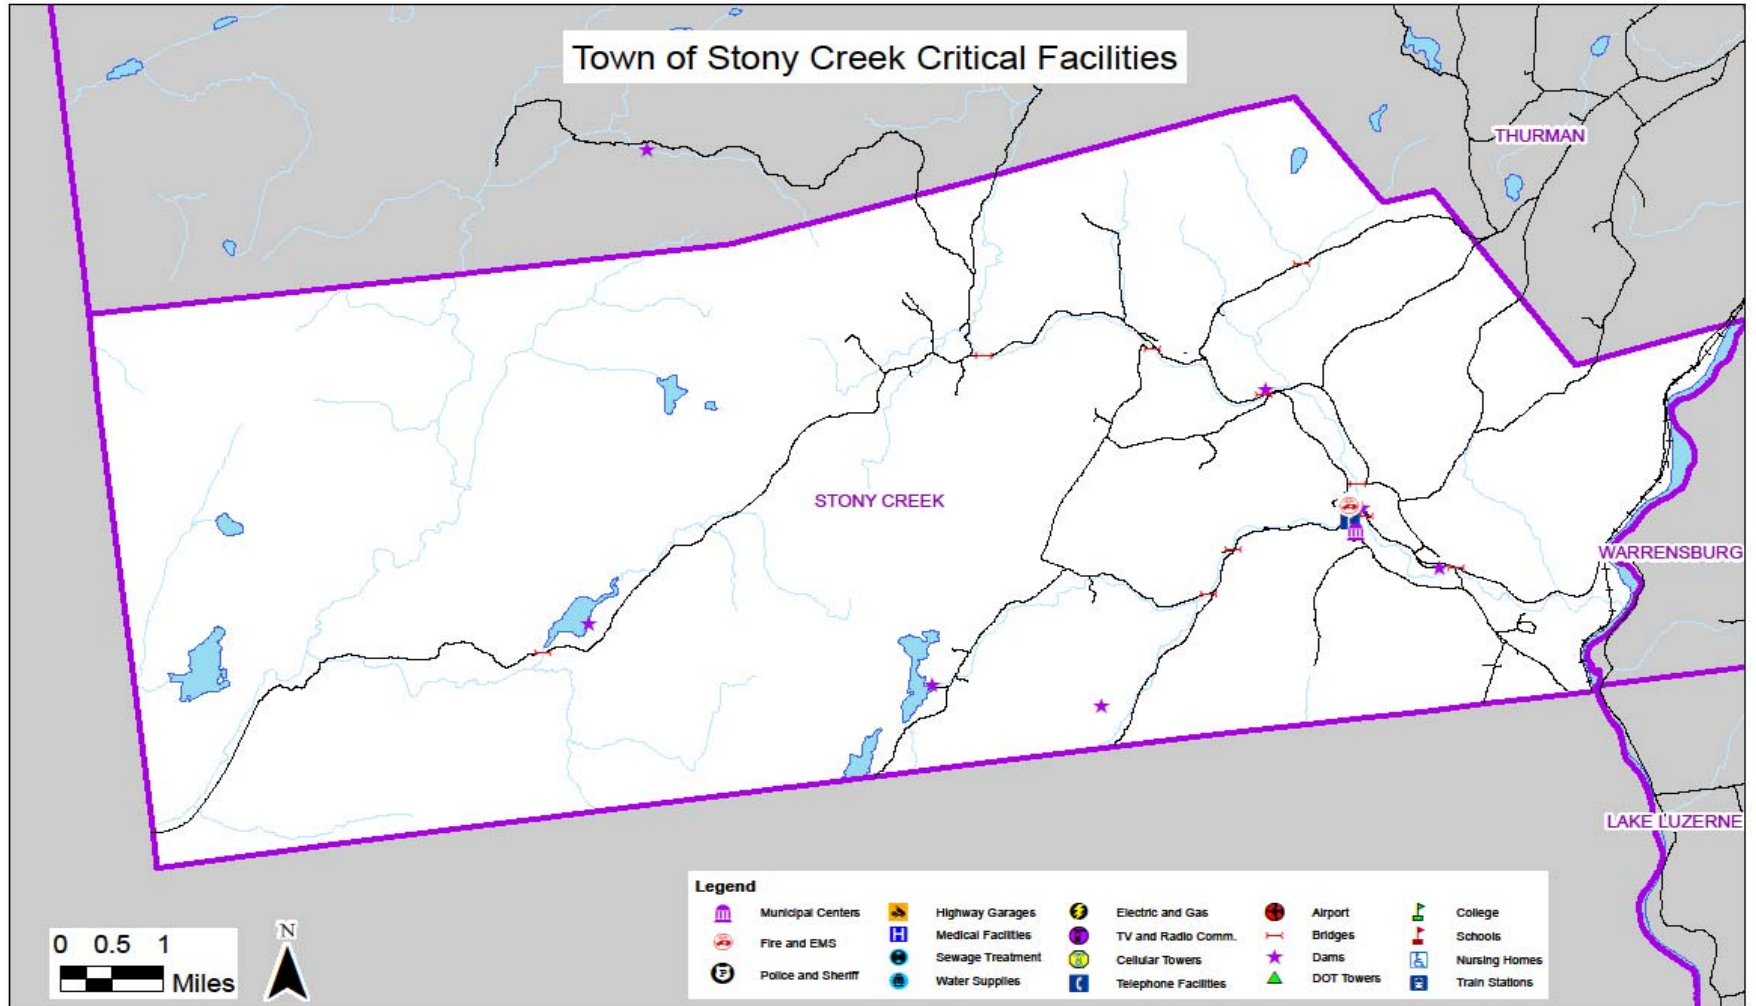 Town of Stony Creek Critical Facilities
THURMAN
STONY CREEK
WARRENSBURG
LAKE LUZERNE
Legend
Municipal Centers
Fire and EMS
P
Police and Sheriff
Highway Garages
H
Medical Facilities
Sewage Treatment
Water Supplies
Electric and Gas
TV and Radio Comm.
Cellular Towers
Telephone Facilities
Airport
Bridges
Dams
DOT Towers
College
Schools
Nursing Homes
Train Stations
0 0.5 1
Miles
N